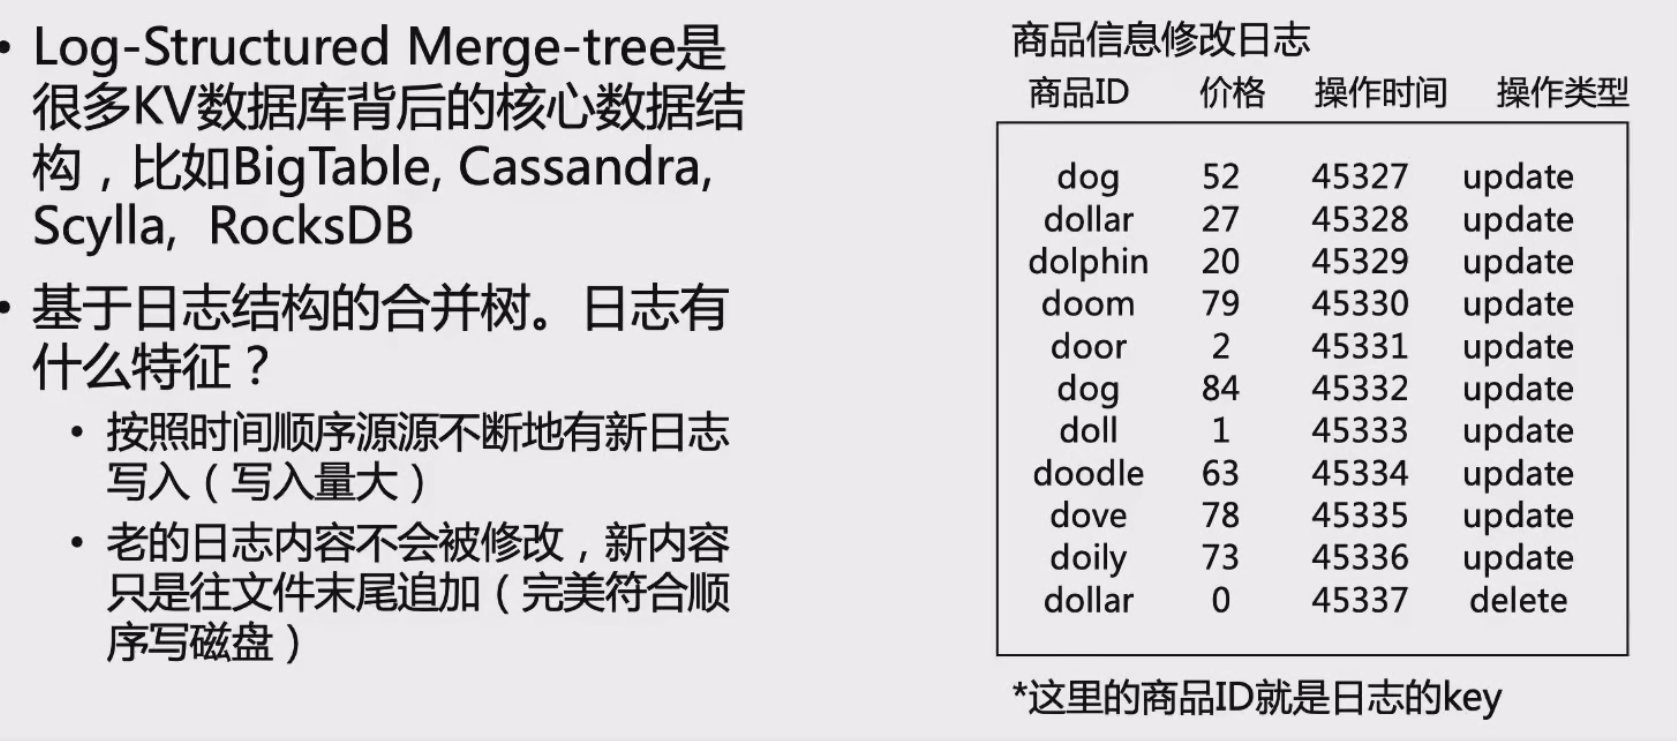 • Log-Structured Merge-tree是
很多KV数据库背后的核心数据结
构，比如BigTable, Cassandra,
Scylla, RocksDB
• 基于日志结构的合并树。日志有
什么特征？
• 按照时间顺序源源不断地有新日志
写入（写入量大）
• 老的日志内容不会被修改，新内容
只是往文件末尾追加（完美符合顺
序写磁盘）
商品信息修改日志
商品ID 价格 操作时间 操作类型
dog 52 45327 update
dollar 27 45328 update
dolphin 20 45329 update
doom 79 45330 update
door 2 45331 update
dog 84 45332 update
doll 1 45333 update
doodle 63 45334 update
dove 78 45335 update
doily 73 45336 update
dollar 0 45337 delete
*这里的商品ID就是日志的key